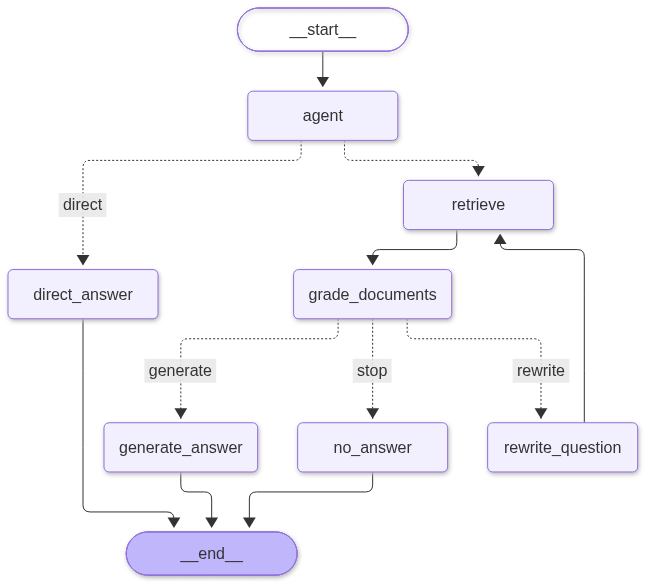 __start__
agent
direct
retrieve
direct_answer
grade_documents
generate
stop
rewrite
generate_answer
no_answer
rewrite_question
__end__